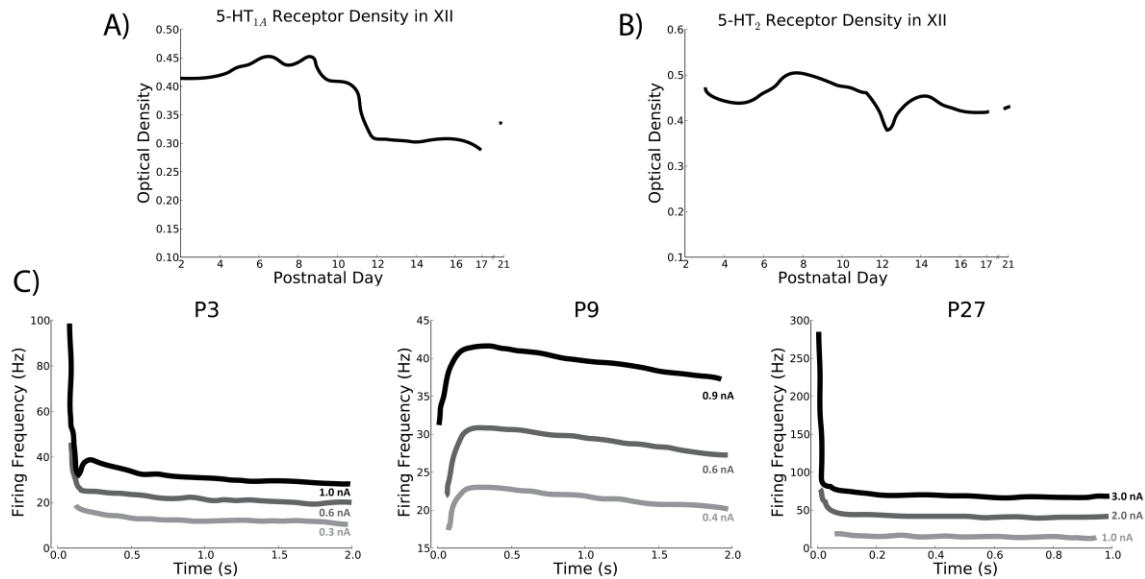 A)
5-HT1A Receptor Density in XII
0.50
0.45
0.40
0.35
0.30
0.25
0.20
0.15
0.10
Optical Density
2 4 6 8 10 12 14 16 17 21
Postnatal Day
B)
5-HT2 Receptor Density in XII
0.6
0.5
0.4
0.3
0.2
0.1
Optical Density
2 4 6 8 10 12 14 16 17 21
Postnatal Day
C)
P3
100
80
60
40
20
0
Firing Frequency (Hz)
1.0 nA
0.6 nA
0.3 nA
0.0 0.5 1.0 1.5 2.0
Time (s)
P9
45
40
35
30
25
20
15
Firing Frequency (Hz)
0.9 nA
0.6 nA
0.4 nA
0.0 0.5 1.0 1.5 2.0
Time (s)
P27
300
250
200
150
100
50
0
Firing Frequency (Hz)
3.0 nA
2.0 nA
1.0 nA
0.0 0.2 0.4 0.6 0.8 1.0
Time (s)